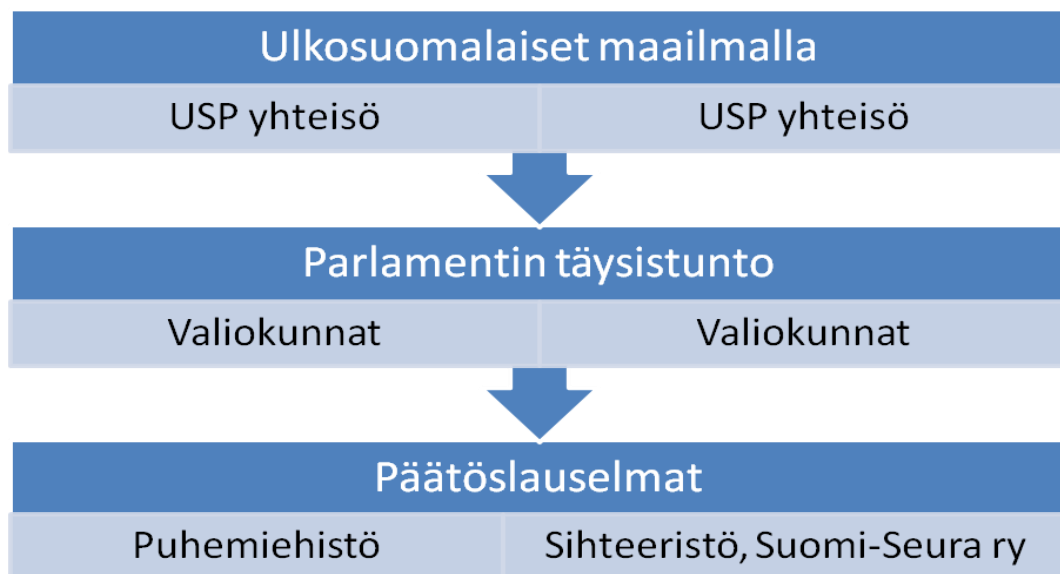 Ulkosuomalaiset maailmalla
USP yhteisö USP yhteisö
Parlamentin täysistunto
Valiokunnat Valiokunnat
Päätöslauselmat
Puhemiehistö Sihteeristö, Suomi-Seura ry